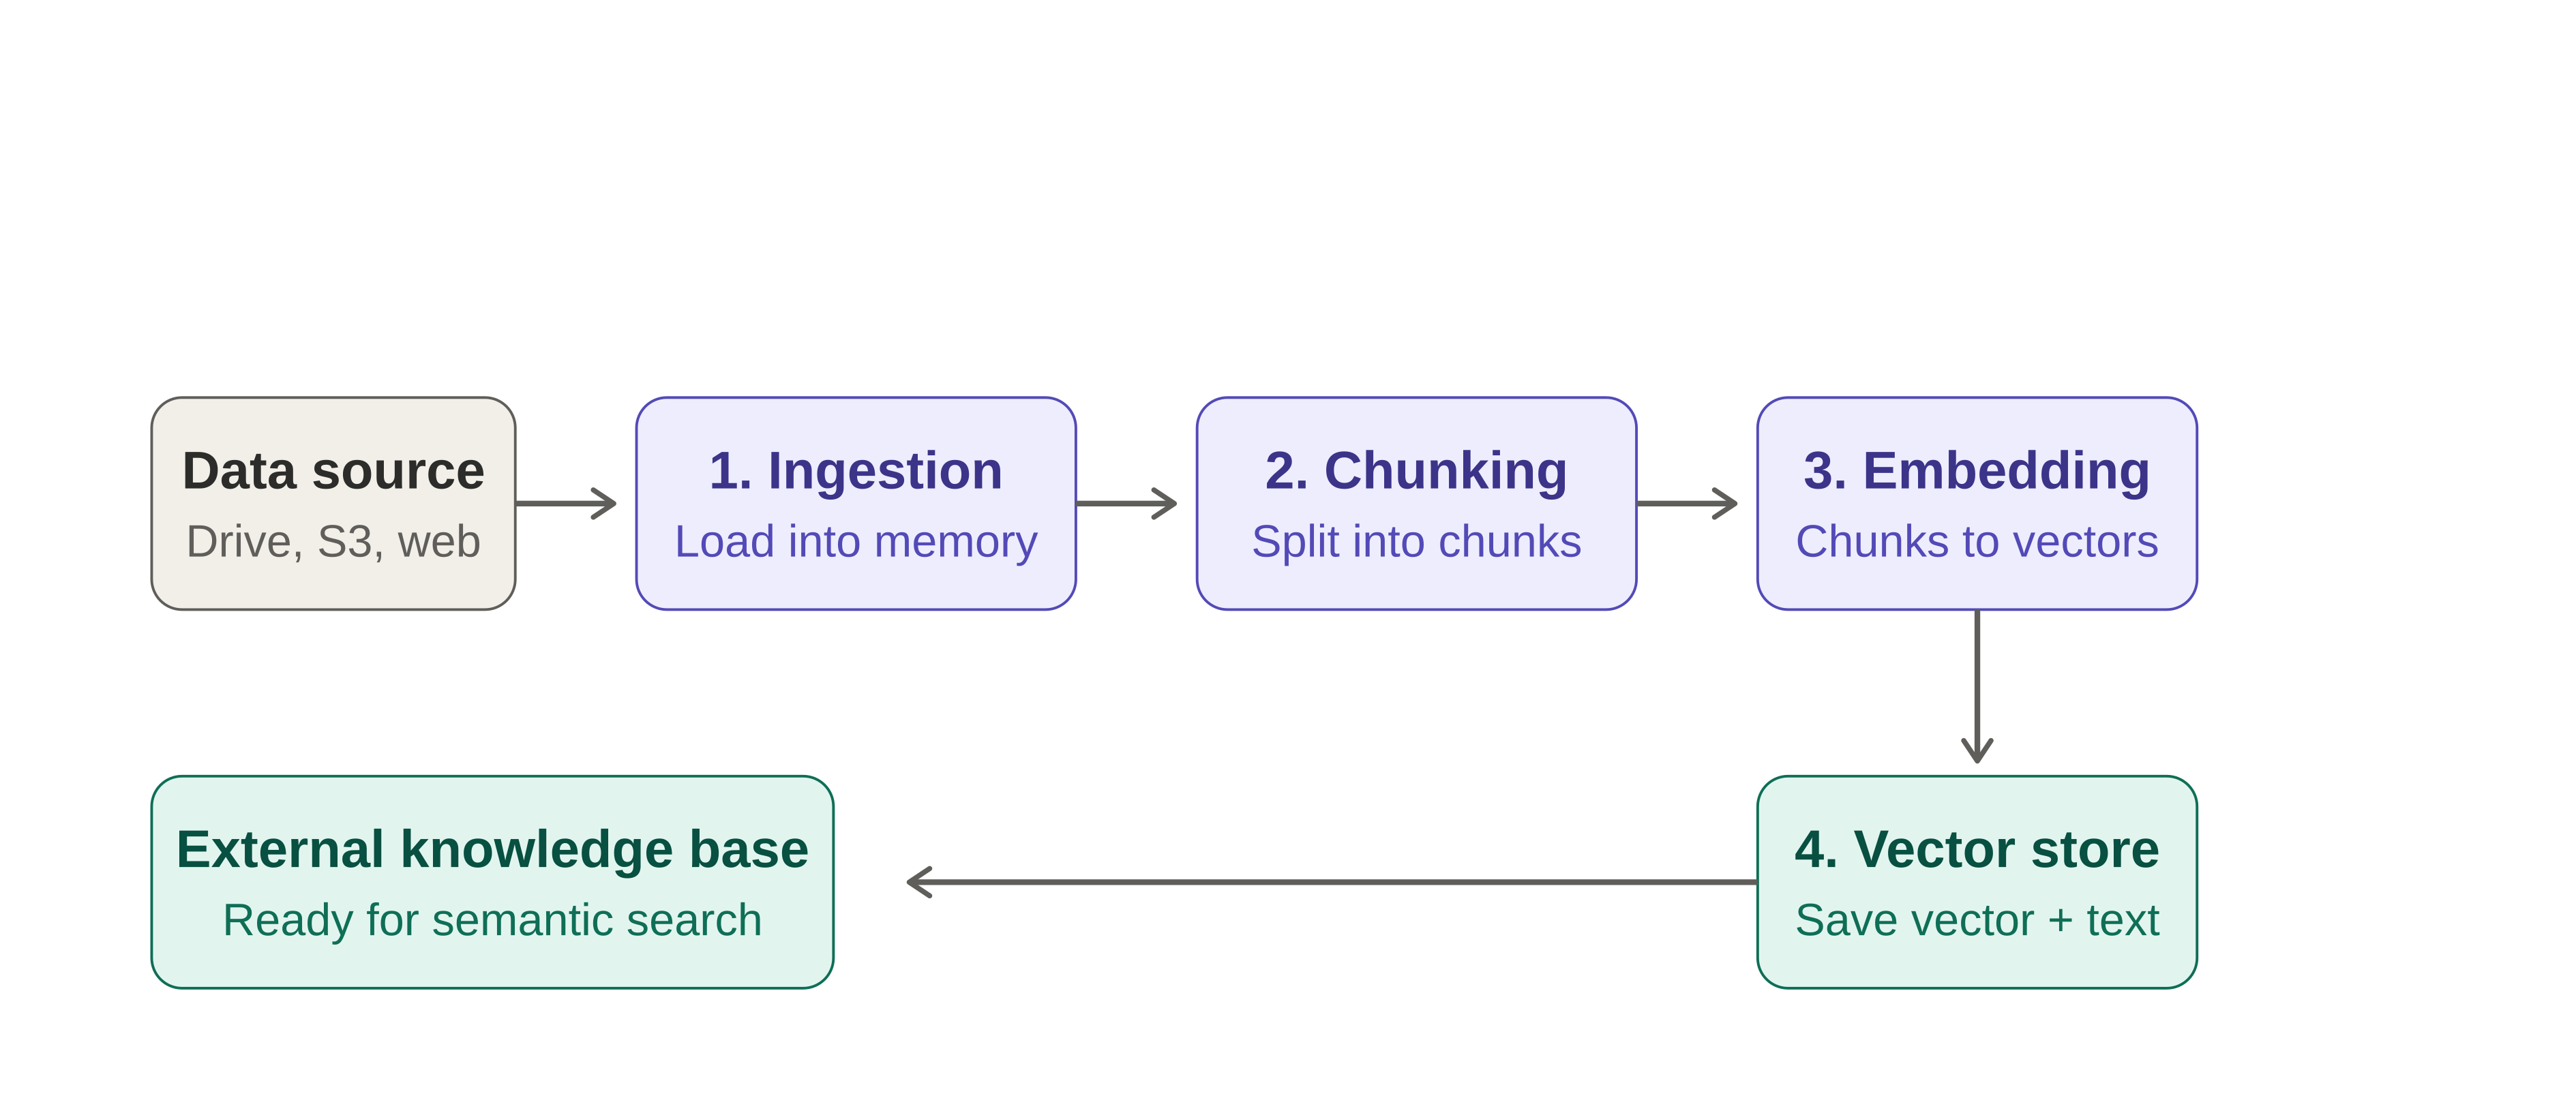 Data source
Drive, S3, web
1. Ingestion
Load into memory
2. Chunking
Split into chunks
3. Embedding
Chunks to vectors
External knowledge base
Ready for semantic search
4. Vector store
Save vector + text